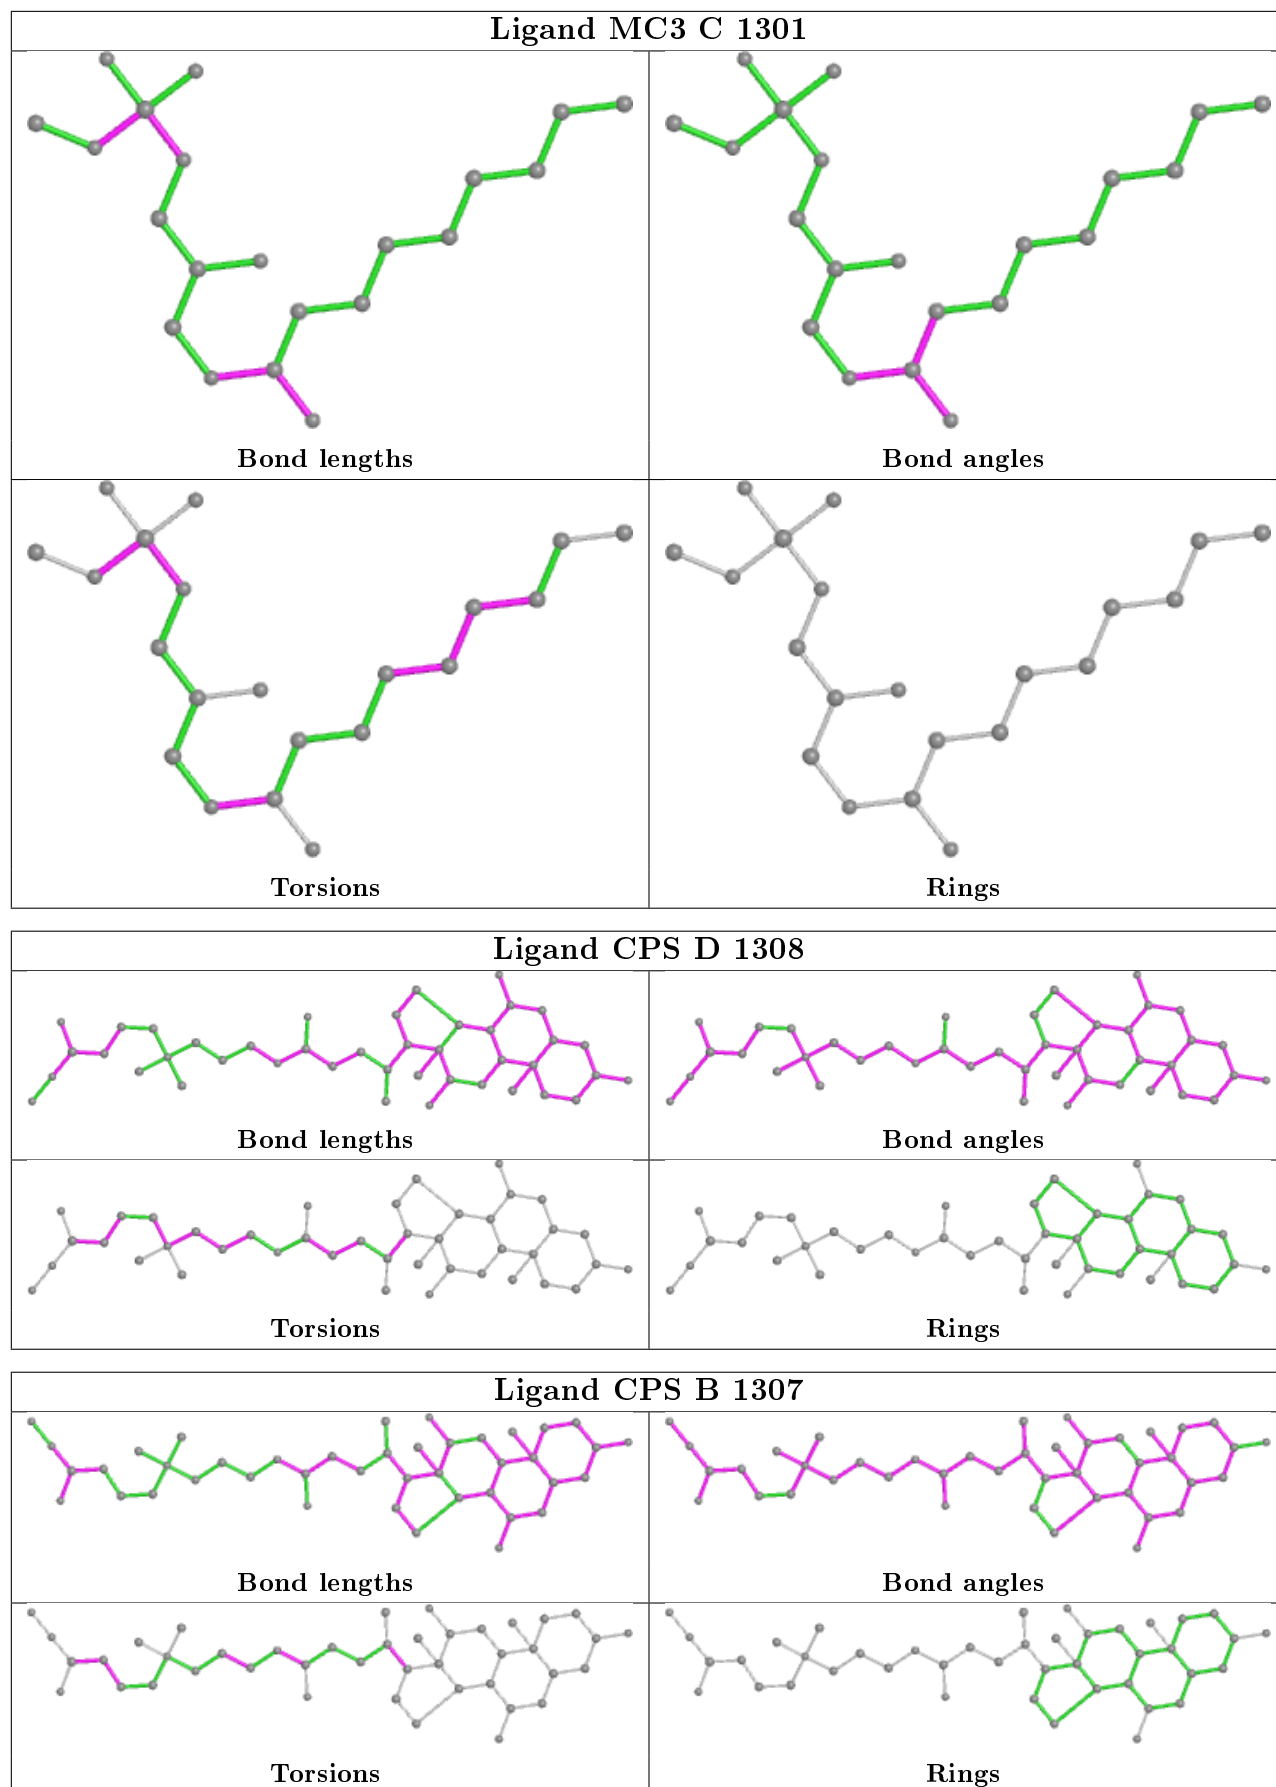 Ligand MC3 C 1301
Bond lengths
Bond angles
Torsions
Rings
Ligand CPS D 1308
Bond lengths
Bond angles
Torsions
Rings
Ligand CPS B 1307
Bond lengths
Bond angles
Torsions
Rings